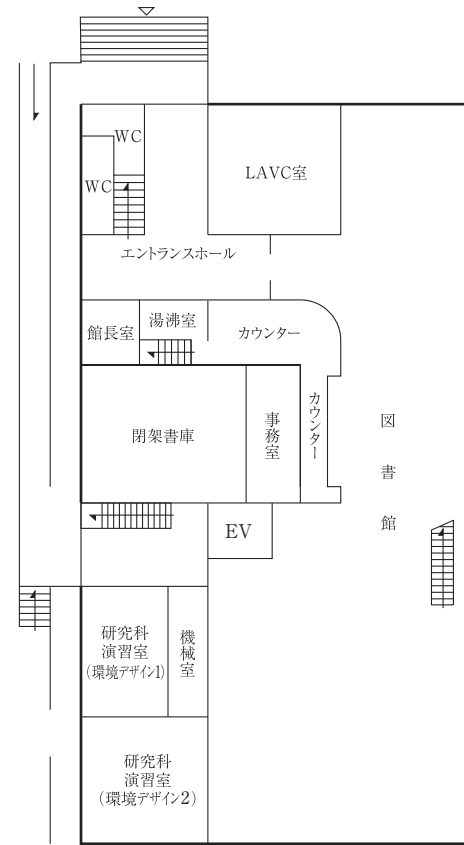 WC
WC
LAVC室
エントランスホール
館長室
湯沸室
カウンター
閉架書庫
事務室
カウンター
図書館
EV
研究科
演習室
(環境デザイン1)
機械室
研究科
演習室
(環境デザイン2)